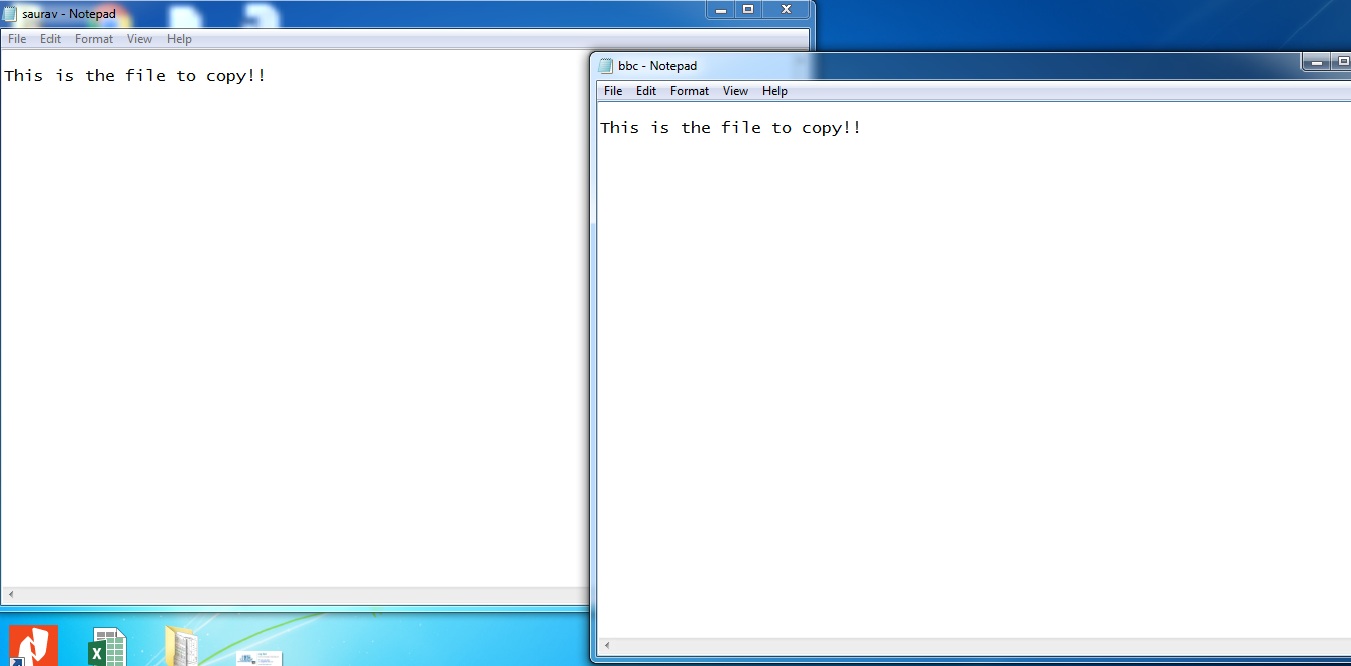 saurav - Notepad
File Edit Format View Help
This is the file to copy!!
bbc - Notepad
File Edit Format View Help
This is the file to copy!!